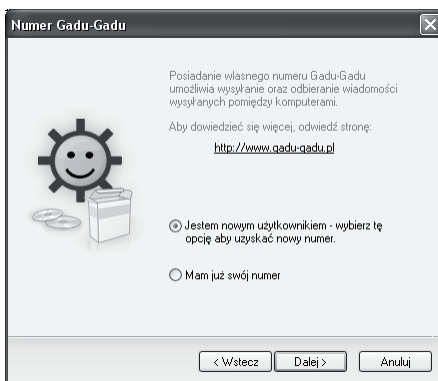 Numer Gadu-Gadu
Posiadanie własnego numeru Gadu-Gadu
umożliwia wysyłanie oraz odbieranie wiadomości
wysyłanych pomiędzy komputerami.
Aby dowiedzieć się więcej, odwiedź stronę:
http://www.gadu-gadu.pl
Jestem nowym użytkownikiem - wybierz tę
opcję aby uzyskać nowy numer.
Mam już swój numer
< Wstecz
Dalej >
Anuluj